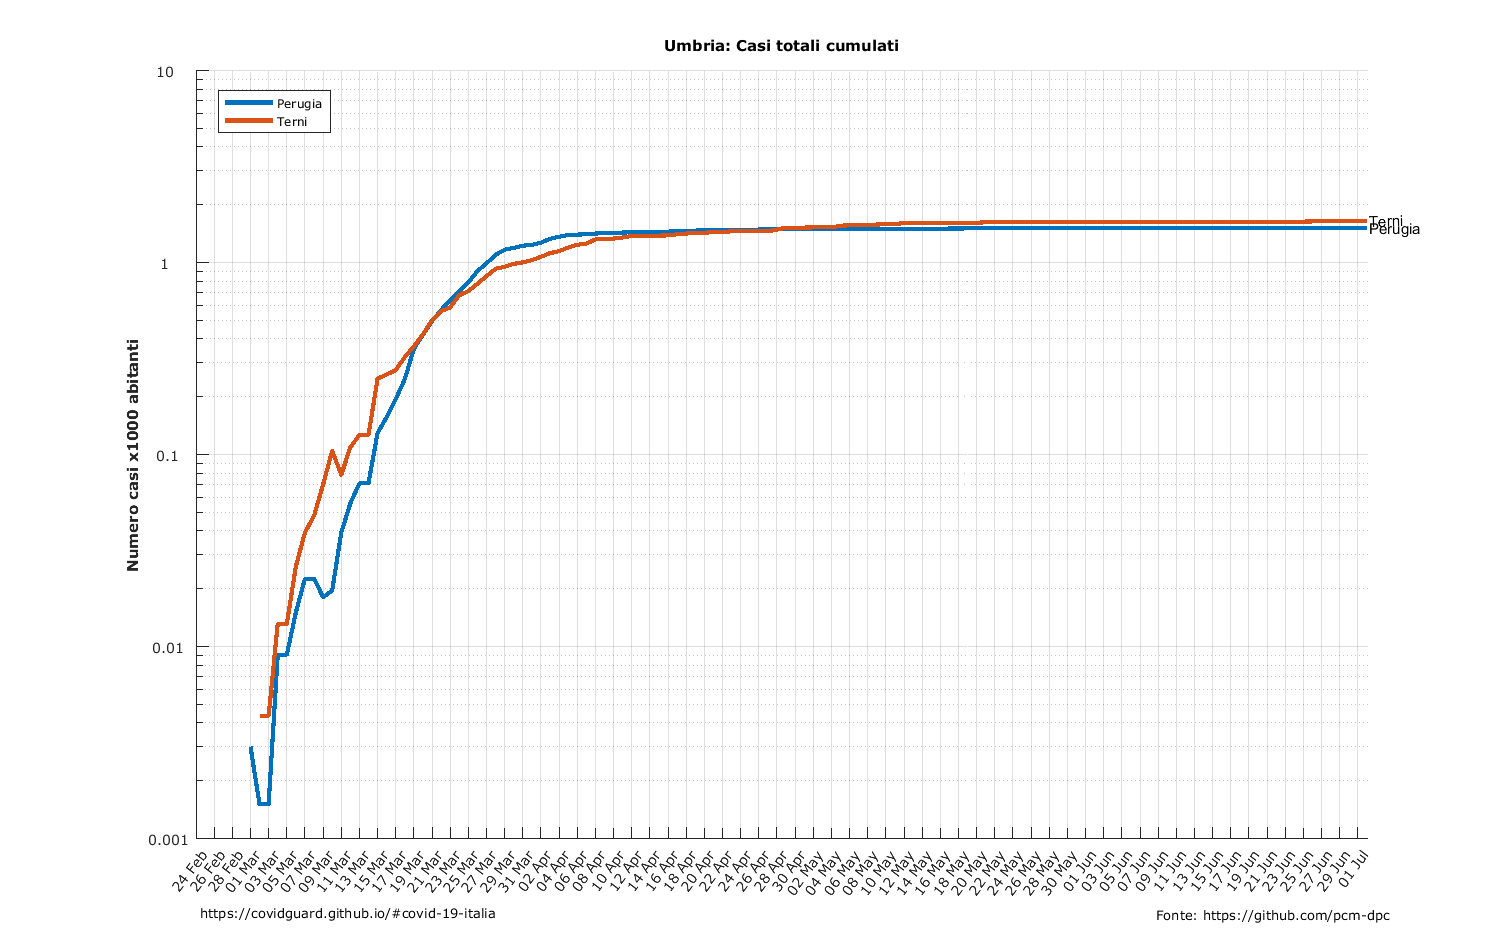 Umbria: Casi totali cumulati
10
1
0.1
0.01
0.001
Numero casi x1000 abitanti
Perugia
Terni
Terni
Perugia
24 Feb
26 Feb
28 Feb
01 Mar
03 Mar
05 Mar
07 Mar
09 Mar
11 Mar
13 Mar
15 Mar
17 Mar
19 Mar
21 Mar
23 Mar
25 Mar
27 Mar
29 Mar
31 Mar
02 Apr
04 Apr
06 Apr
08 Apr
10 Apr
12 Apr
14 Apr
16 Apr
18 Apr
20 Apr
22 Apr
24 Apr
26 Apr
28 Apr
30 Apr
02 May
04 May
06 May
08 May
10 May
12 May
14 May
16 May
18 May
20 May
22 May
24 May
26 May
28 May
30 May
01 Jun
03 Jun
05 Jun
07 Jun
09 Jun
11 Jun
13 Jun
15 Jun
17 Jun
19 Jun
21 Jun
23 Jun
25 Jun
27 Jun
29 Jun
01 Jul
https://covidguard.github.io/#covid-19-italia
Fonte: https://github.com/pcm-dpc